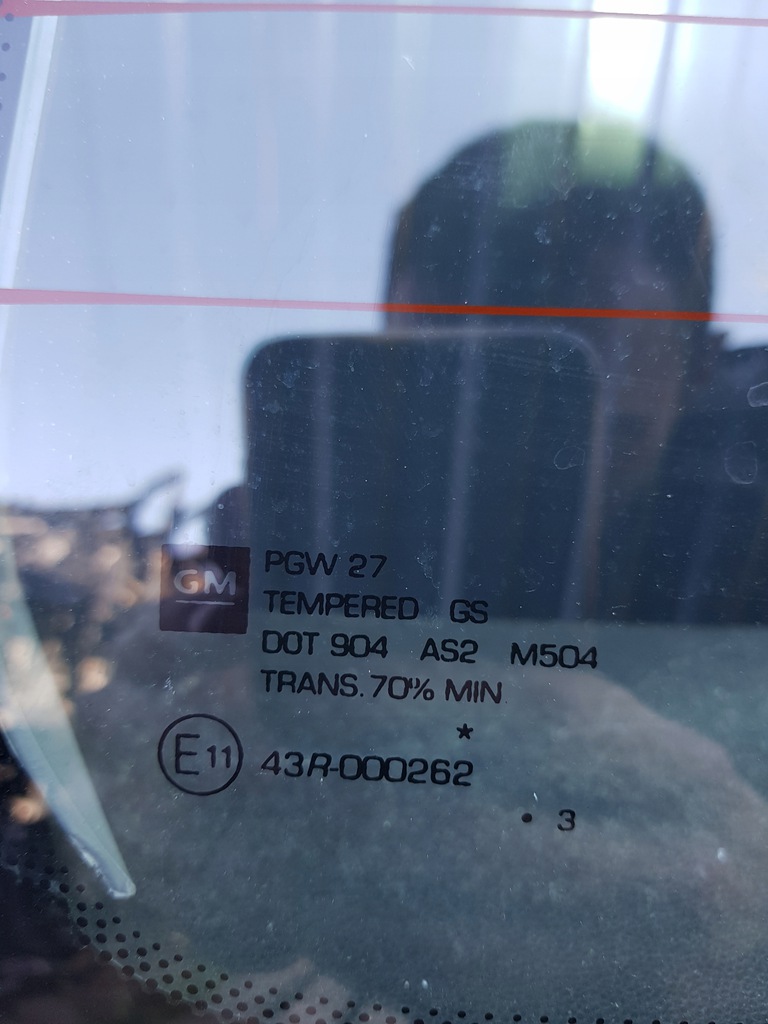 GM
PGW 27
TEMPERED GS
DOT 904 AS2 M504
TRANS. 70% MIN
*
E11 43R-000262
• 3